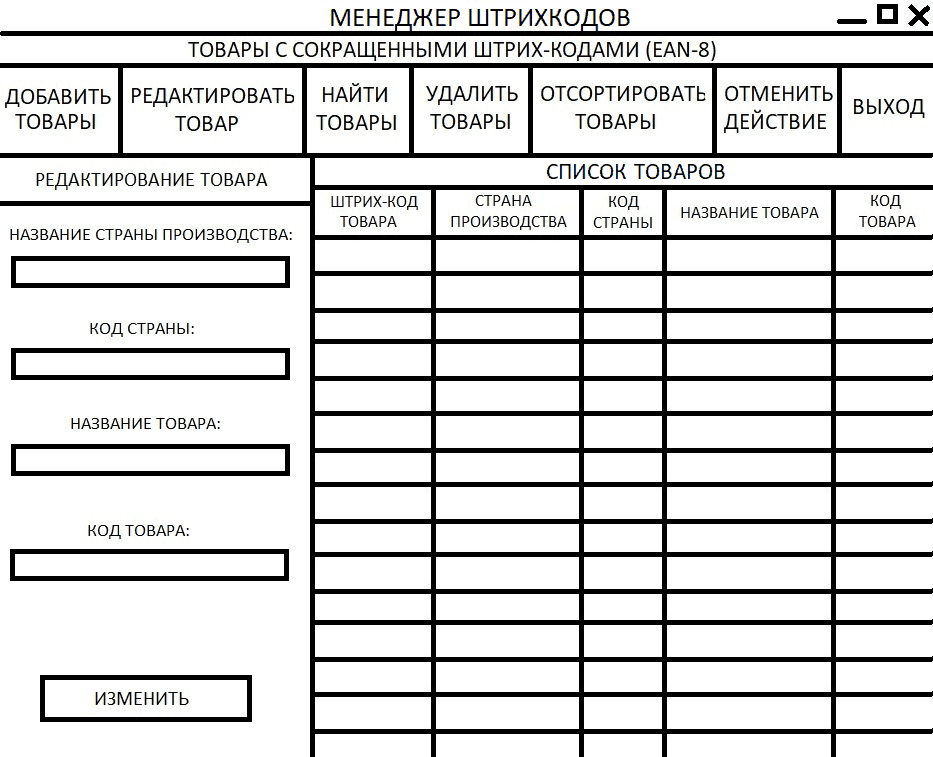 МЕНЕДЖЕР ШТРИХКОДОВ
ТОВАРЫ С СОКРАЩЕННЫМИ ШТРИХ-КОДАМИ (EAN-8)
ДОБАВИТЬ
ТОВАРЫ
РЕДАКТИРОВАТЬ
ТОВАР
НАЙТИ
ТОВАРЫ
УДАЛИТЬ
ТОВАРЫ
ОТСОРТИРОВАТЬ
ТОВАРЫ
ОТМЕНИТЬ
ДЕЙСТВИЕ
ВЫХОД
РЕДАКТИРОВАНИЕ ТОВАРА
НАЗВАНИЕ СТРАНЫ ПРОИЗВОДСТВА:
КОД СТРАНЫ:
НАЗВАНИЕ ТОВАРА:
КОД ТОВАРА:
ИЗМЕНИТЬ
СПИСОК ТОВАРОВ
ШТРИХ-КОД
ТОВАРА
СТРАНА
ПРОИЗВОДСТВА
КОД
СТРАНЫ
НАЗВАНИЕ ТОВАРА
КОД
ТОВАРА